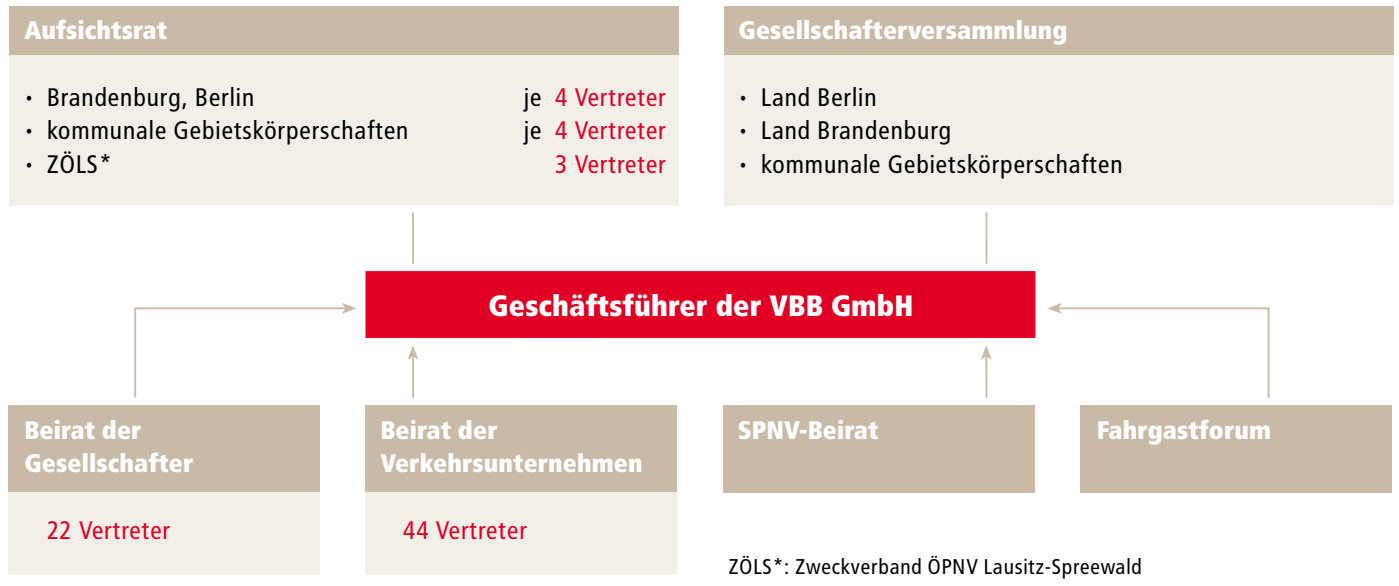 Aufsichtsrat
· Brandenburg, Berlin je 4 Vertreter
· kommunale Gebietskörperschaften je 4 Vertreter
· ZÖLS* 3 Vertreter
Gesellschafterversammlung
· Land Berlin
· Land Brandenburg
· kommunale Gebietskörperschaften
Geschäftsführer der VBB GmbH
Beirat der
Gesellschafter
22 Vertreter
Beirat der
Verkehrsunternehmen
44 Vertreter
SPNV-Beirat
Fahrgastforum
ZÖLS*: Zweckverband ÖPNV Lausitz-Spreewald